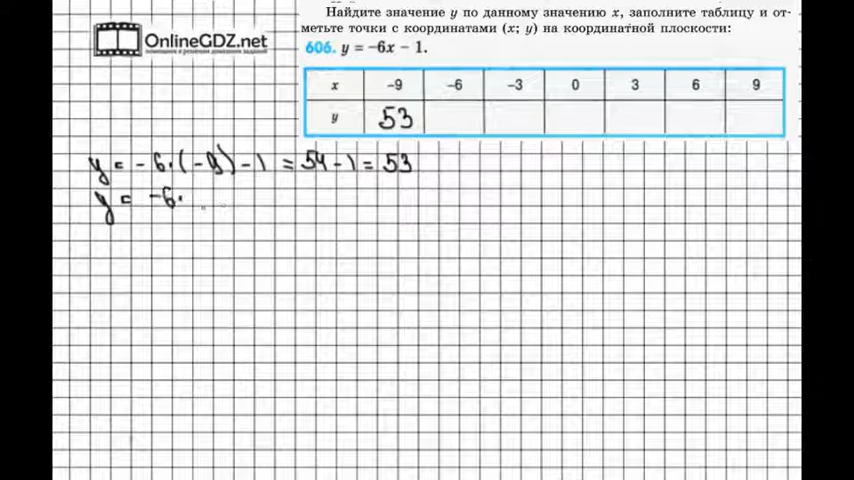 Найдите значение y по данному значению x, заполните таблицу и от-
метьте точки с координатами (x; y) на координатной плоскости:
OnlineGDZ.net
606. y = −6x − 1.
x −9 −6 −3 0 3 6 9
y 53
y = -6·(-9)-1 = 54-1 = 53
y = -6·